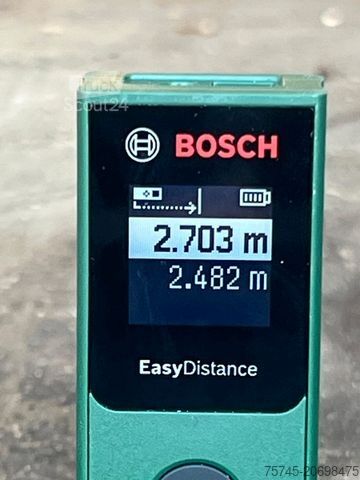 Truck
Scout24
BOSCH
2.703 m
2.482 m
EasyDistance
75745-20698475